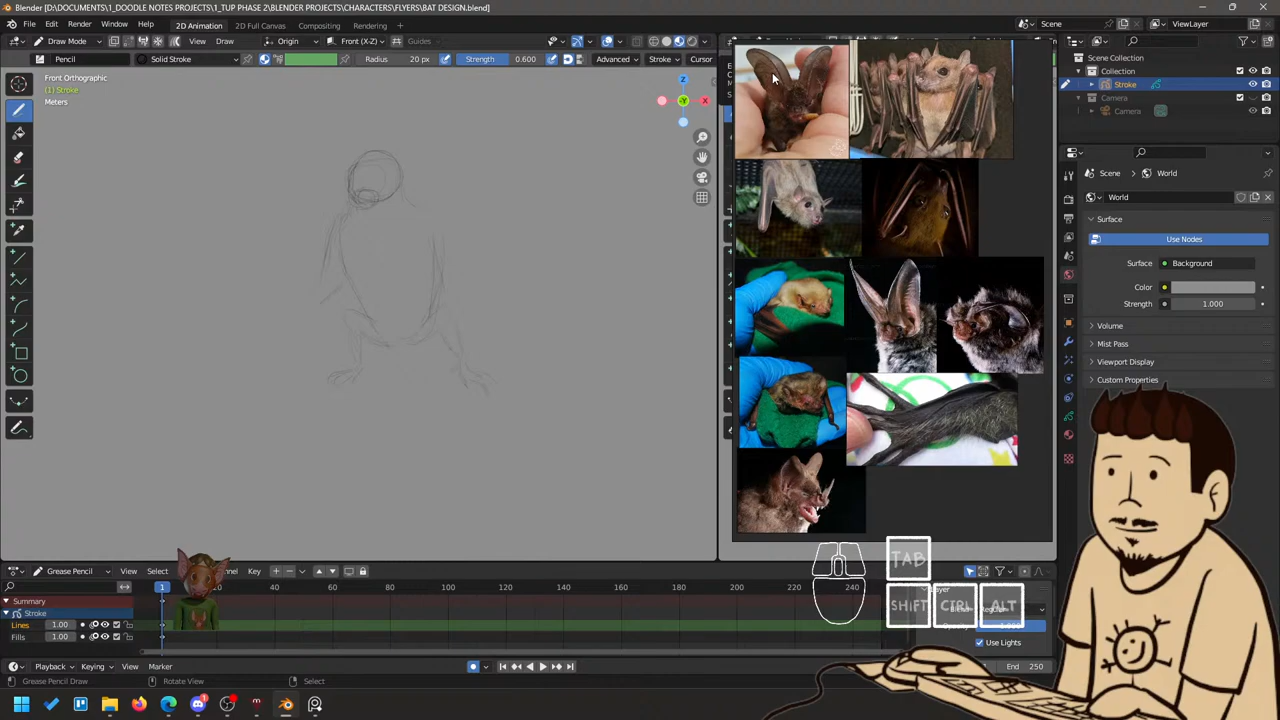 Blender [D:\DOCUMENTS\1_DOODLE NOTES PROJECTS\1_TUP PHASE 2\BLENDER PROJECTS\CHARACTERS\FLYERS\BAT DESIGN.blend]
File Edit Render Window Help 2D Animation 2D Full Canvas Compositing Rendering Scene ViewLayer
Draw Mode View Draw Origin Front (X-Z) Guides
Pencil Solid Stroke Radius 20 px Strength 0.600 Advanced Stroke Cursor
Scene Collection
Collection
Stroke
Camera
Camera
Front Orthographic
(1) Stroke
Meters
Z
-Y X
Scene World
World
Surface
Use Nodes
Surface Background
Color
Strength 1.000
Volume
Mist Pass
Viewport Display
Custom Properties
TAB
SHIFT CTRL ALT
Grease Pencil View Select Key
1 20 40 60 80 100 120 140 160 180 200 220 240
Summary
Stroke
Lines 1.00
Fills 1.00
Use Lights
Playback Keying View Marker End 250
Grease Pencil Draw Rotate View Select